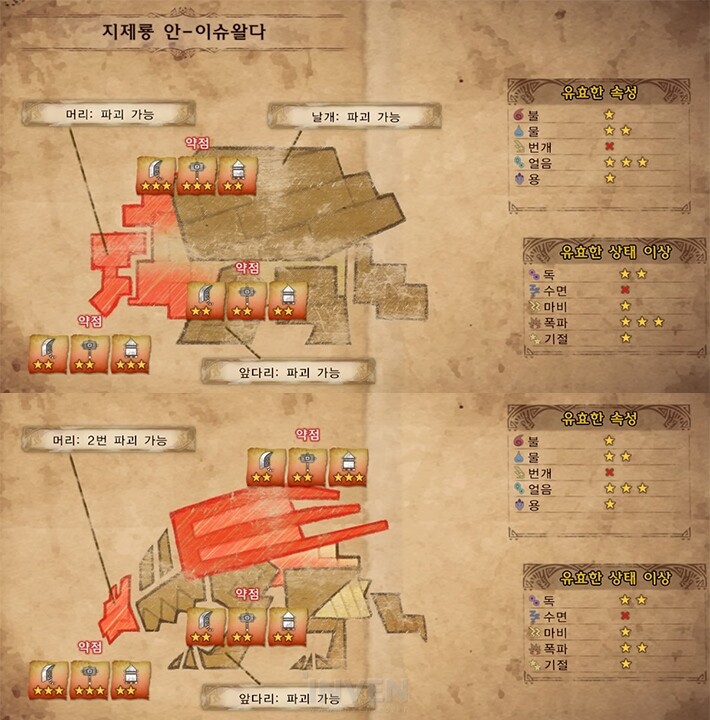 지제룡 안-이슈왈다
유효한 속성
불
물
번개
얼음
용
머리: 파괴 가능
날개: 파괴 가능
약점
유효한 상태 이상
독
수면
마비
폭파
기절
약점
약점
앞다리: 파괴 가능
유효한 속성
불
물
번개
얼음
용
머리: 2번 파괴 가능
약점
유효한 상태 이상
독
수면
마비
폭파
기절
약점
약점
앞다리: 파괴 가능
INVEN